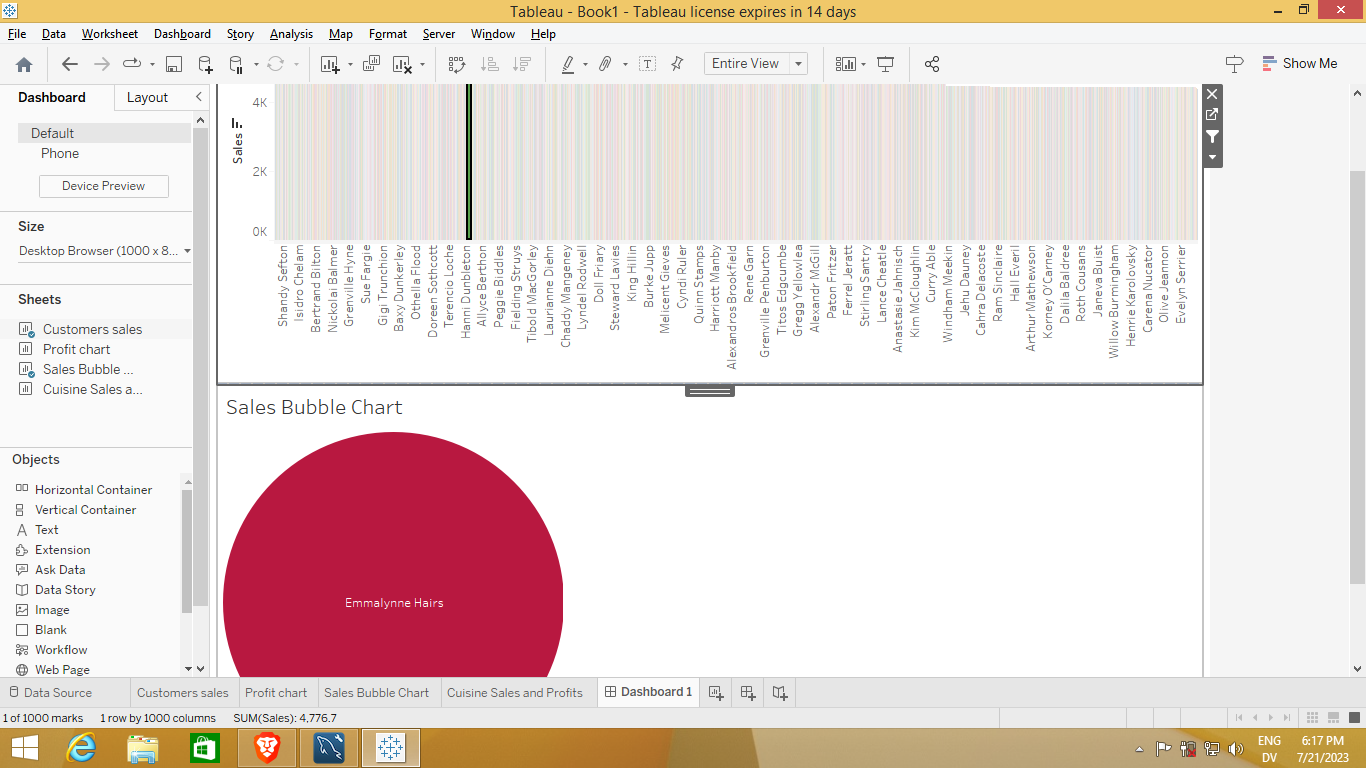 Tableau - Book1 - Tableau license expires in 14 days
File Data Worksheet Dashboard Story Analysis Map Format Server Window Help
Entire View
Show Me
Dashboard
Layout
Default
Phone
Device Preview
Size
Desktop Browser (1000 x 8...
Sheets
Customers sales
Profit chart
Sales Bubble ...
Cuisine Sales a...
Objects
Horizontal Container
Vertical Container
Text
Extension
Ask Data
Data Story
Image
Blank
Workflow
Web Page
Sales
4K
2K
0K
Shandy Sefton
Isidro Chelam
Bertrand Bilton
Nickolai Balmer
Grenville Hyne
Sue Fargie
Gigi Trunchion
Baxy Dunkerley
Othella Flood
Doreen Sothcott
Terencio Loche
Hanni Dunbleton
Allyce Berthon
Peggie Biddles
Fielding Struys
Tibold MacGorley
Laurianne Diehn
Chaddy Mangeney
Lyndel Rodwell
Doll Friary
Steward Lavies
King Hillin
Burke Jupp
Melicent Gieves
Cyndi Ruler
Quinn Stamps
Harriott Manby
Alexandros Brookfield
Rene Garn
Grenville Penburton
Titos Edgcumbe
Gregg Yellowlea
Alexandr McGill
Paton Fritzer
Ferrel Jeratt
Stirling Santry
Lance Cheatle
Anastasie Jahnisch
Kim McCloughlin
Curry Able
Windham Meekin
Jehu Dauney
Cahra Delacoste
Ram Sinclaire
Hall Everil
Arthur Mathewson
Korney O'Carney
Dalila Baldree
Roth Cousans
Janeva Buist
Willow Burmingham
Henrie Karolovsky
Carena Nucator
Olive Jeannon
Evelyn Serrier
Sales Bubble Chart
Emmalynne Hairs
Data Source
Customers sales
Profit chart
Sales Bubble Chart
Cuisine Sales and Profits
Dashboard 1
1 of 1000 marks 1 row by 1000 columns SUM(Sales): 4,776.7
ENG
DV
6:17 PM
7/21/2023